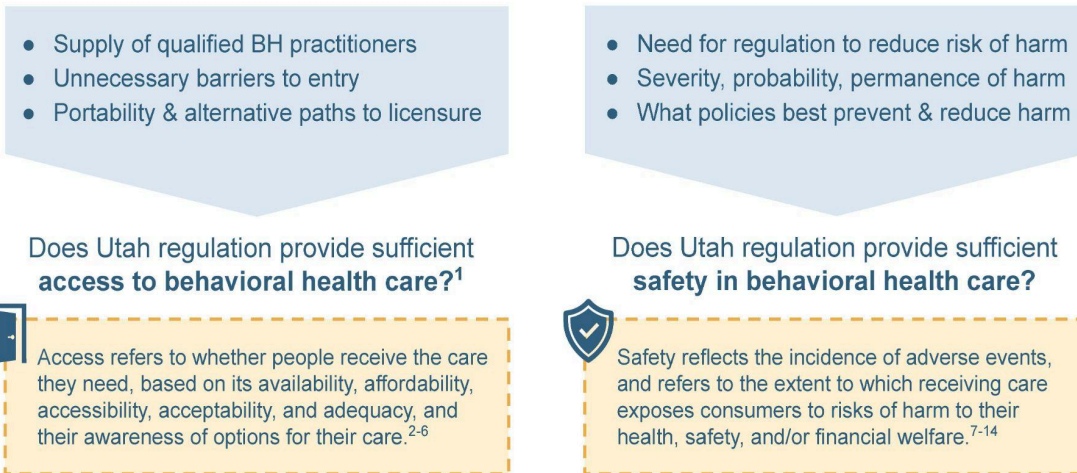 ● Supply of qualified BH practitioners
● Unnecessary barriers to entry
● Portability & alternative paths to licensure
Does Utah regulation provide sufficient
access to behavioral health care?¹
Access refers to whether people receive the care
they need, based on its availability, affordability,
accessibility, acceptability, and adequacy, and
their awareness of options for their care.²⁻⁶
● Need for regulation to reduce risk of harm
● Severity, probability, permanence of harm
● What policies best prevent & reduce harm
Does Utah regulation provide sufficient
safety in behavioral health care?
Safety reflects the incidence of adverse events,
and refers to the extent to which receiving care
exposes consumers to risks of harm to their
health, safety, and/or financial welfare.⁷⁻¹⁴